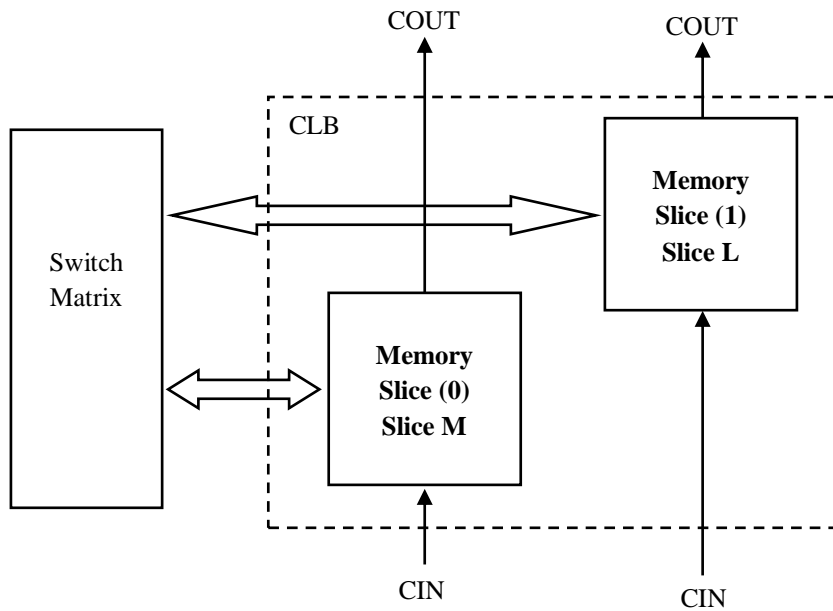 COUT
COUT
CLB
Memory
Slice (1)
Slice L
Switch
Matrix
Memory
Slice (0)
Slice M
CIN
CIN